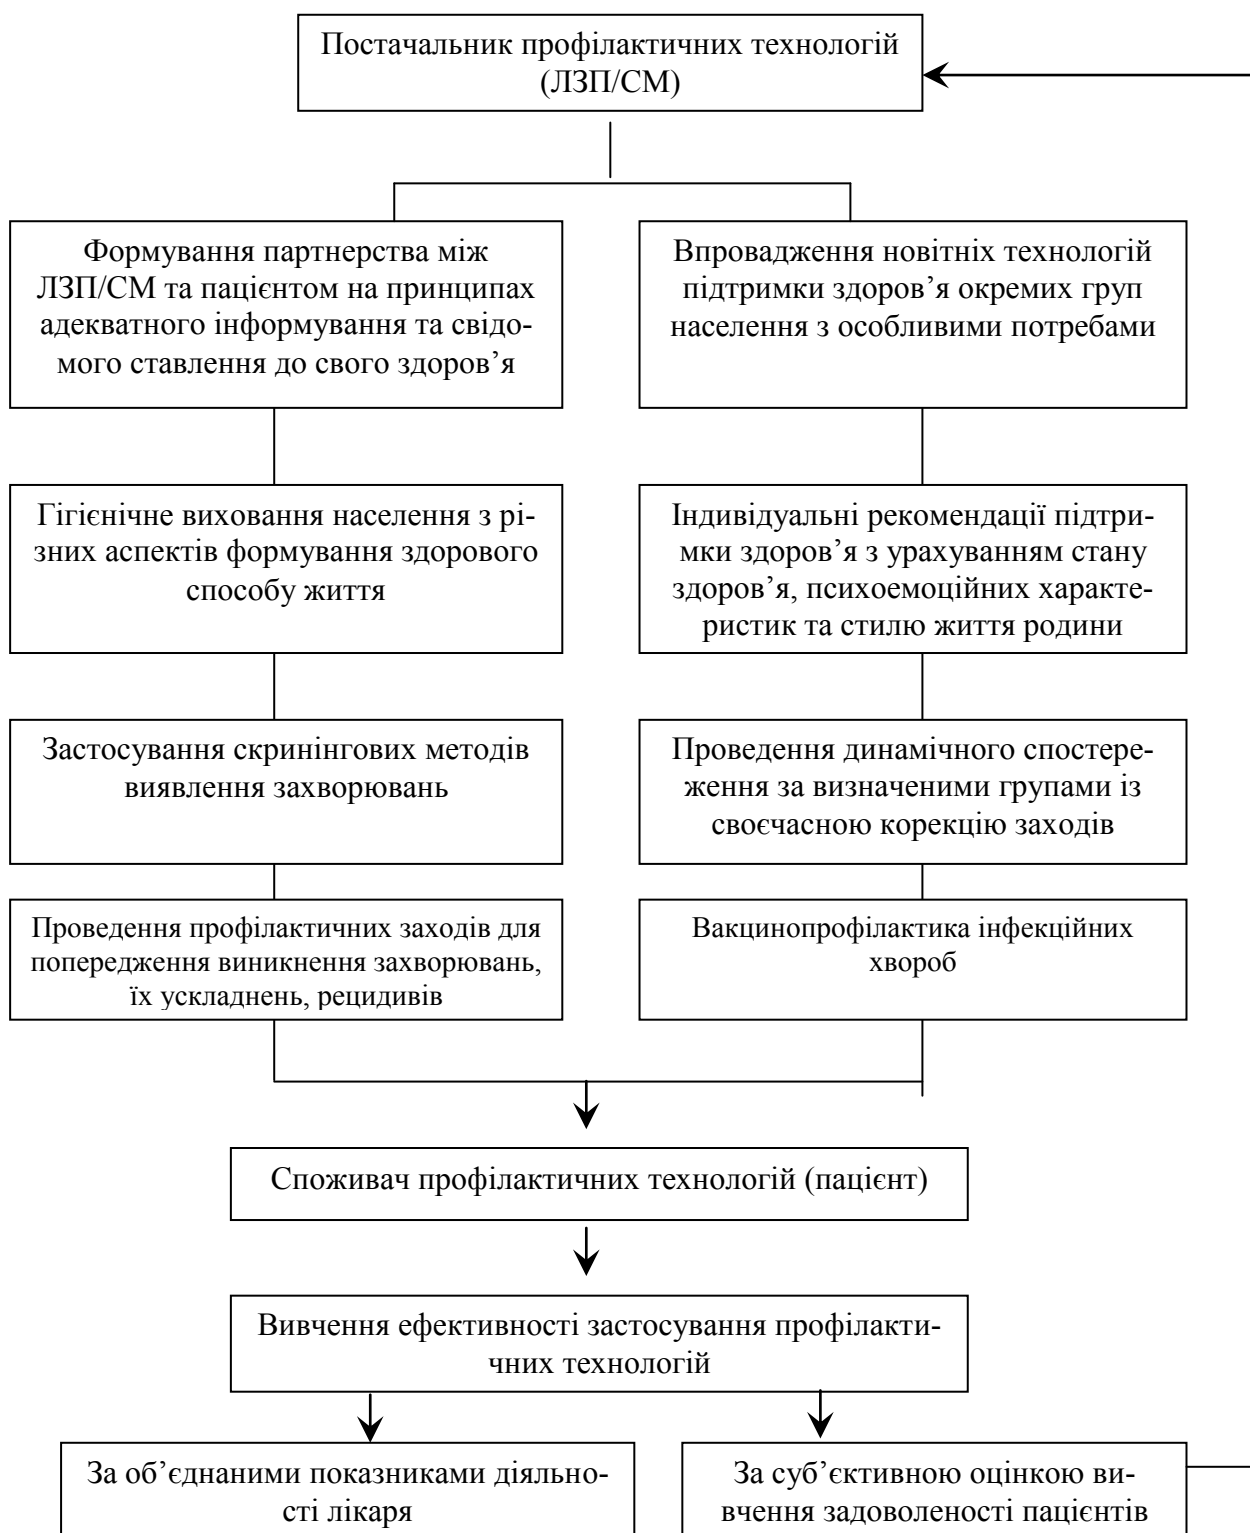 Постачальник профілактичних технологій
(ЛЗП/СМ)
Формування партнерства між
ЛЗП/СМ та пацієнтом на принципах
адекватного інформування та свідо-
мого ставлення до свого здоров’я
Впровадження новітніх технологій
підтримки здоров’я окремих груп
населення з особливими потребами
Гігієнічне виховання населення з рі-
зних аспектів формування здорового
способу життя
Індивідуальні рекомендації підтри-
мки здоров’я з урахуванням стану
здоров’я, психоемоційних характе-
ристик та стилю життя родини
Застосування скринінгових методів
виявлення захворювань
Проведення динамічного спостере-
ження за визначеними групами із
своєчасною корекцію заходів
Проведення профілактичних заходів для
попередження виникнення захворювань,
їх ускладнень, рецидивів
Вакцинопрофілактика інфекційних
хвороб
Споживач профілактичних технологій (пацієнт)
Вивчення ефективності застосування профілакти-
чних технологій
За об’єднаними показниками діяльно-
сті лікаря
За суб’єктивною оцінкою ви-
вчення задоволеності пацієнтів